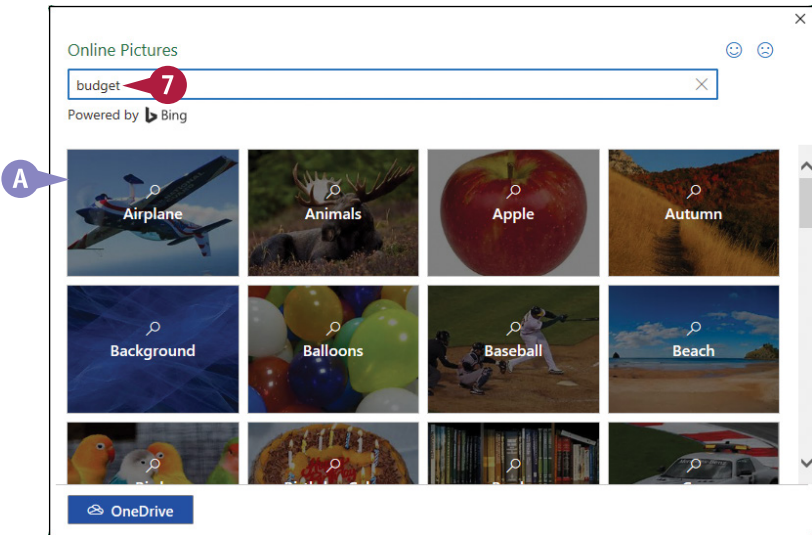 Online Pictures
budget
7
Powered by Bing
A
Airplane
Animals
Apple
Autumn
Background
Balloons
Baseball
Beach
OneDrive